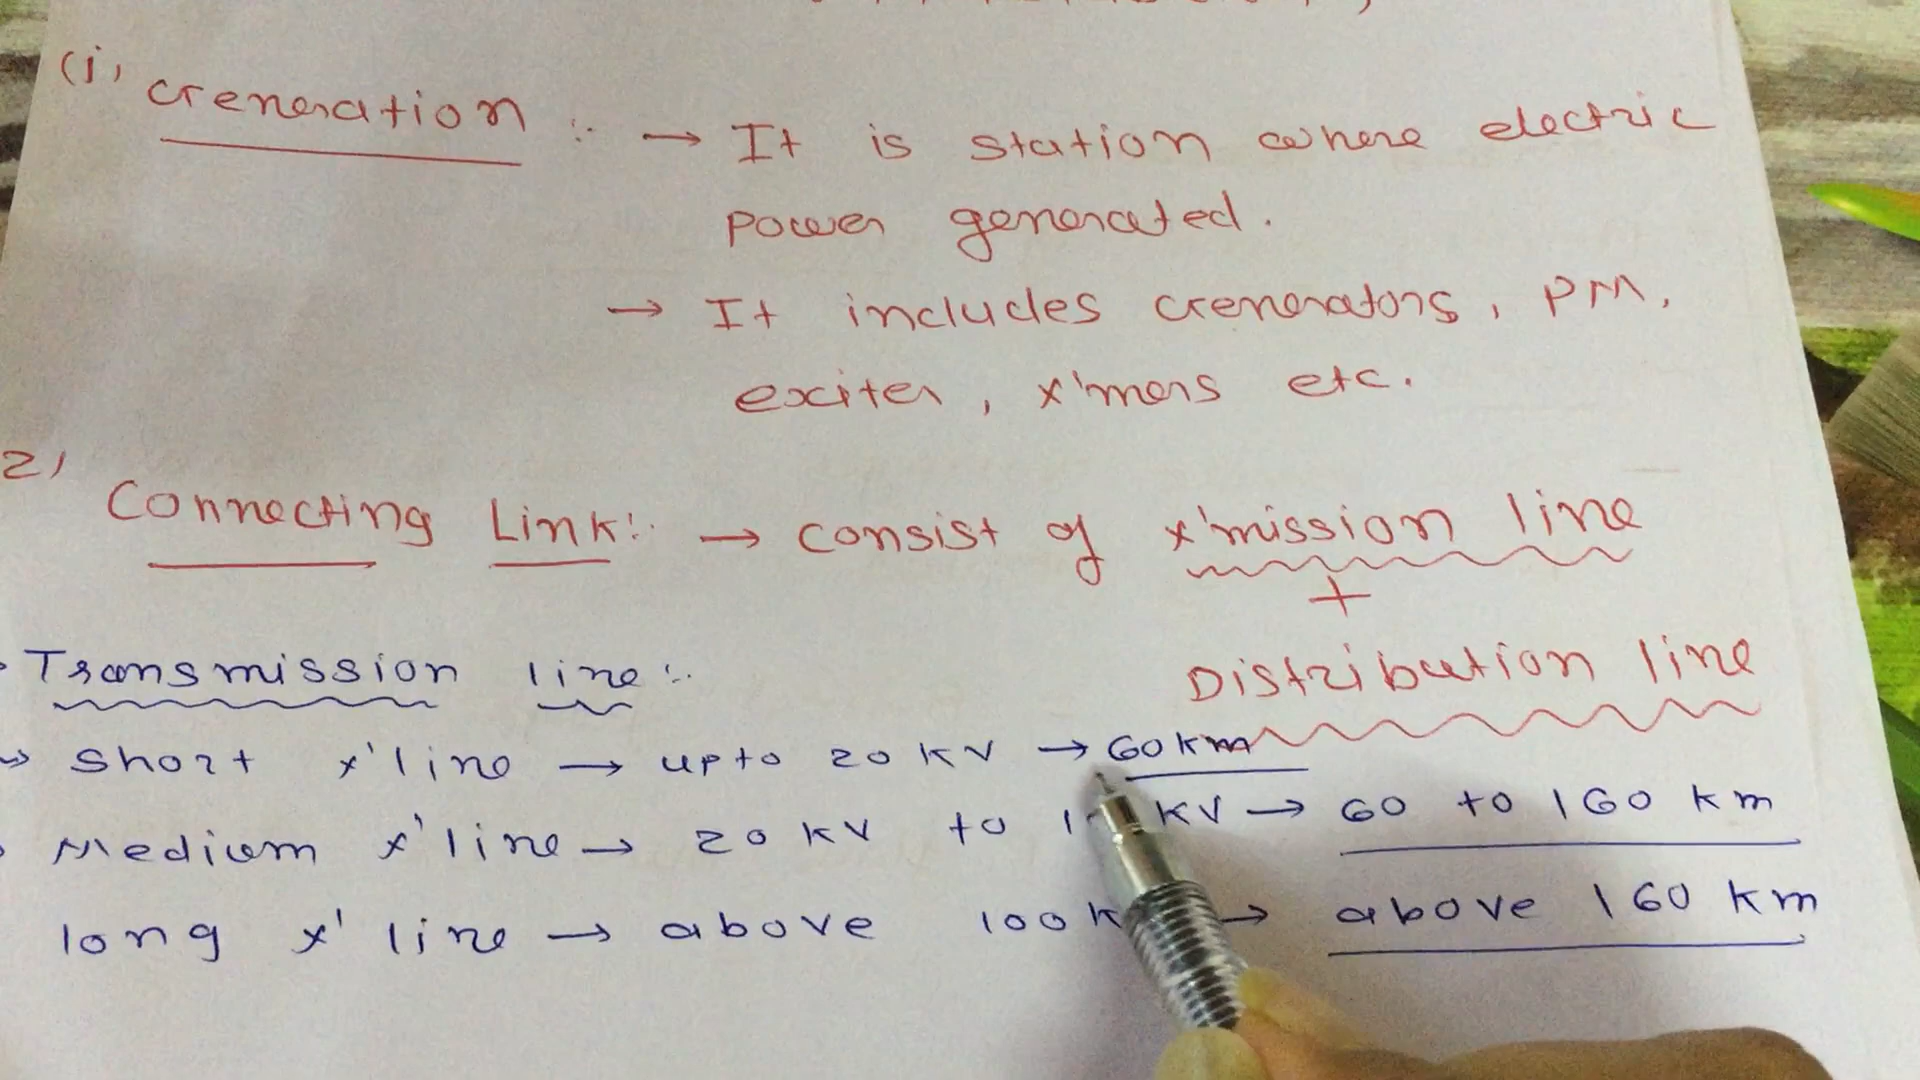 (i) Generation :- → It is station where electric
power generated.
→ It includes Generators, PM,
exiter, x'mers etc.
2) Connecting Link:- → consist of x'mission line
+
Distribution line
Transmission line :-
→ short x'line → upto 20 KV → 60 km
Medium x'line → 20 KV to KV → 60 to 160 km
long x' line → above 100 → above 160 km